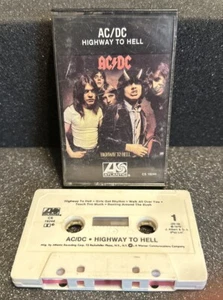 AC/DC
HIGHWAY TO HELL
AC/DC
HIGHWAY TO HELL
ATLANTIC
Highway To Hell • Girls Got Rhythm • Walk All Over You •
Touch Too Much • Beating Around The Bush
1
AC/DC • HIGHWAY TO HELL